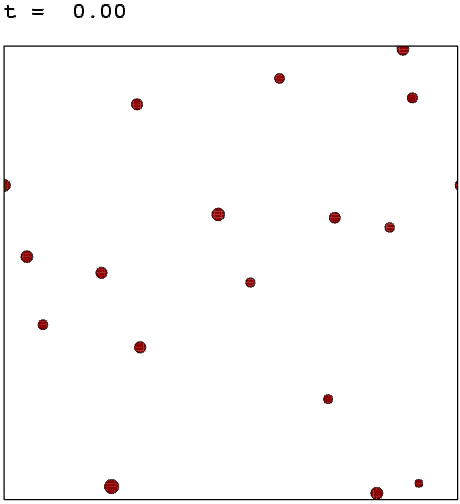 t =  0.00